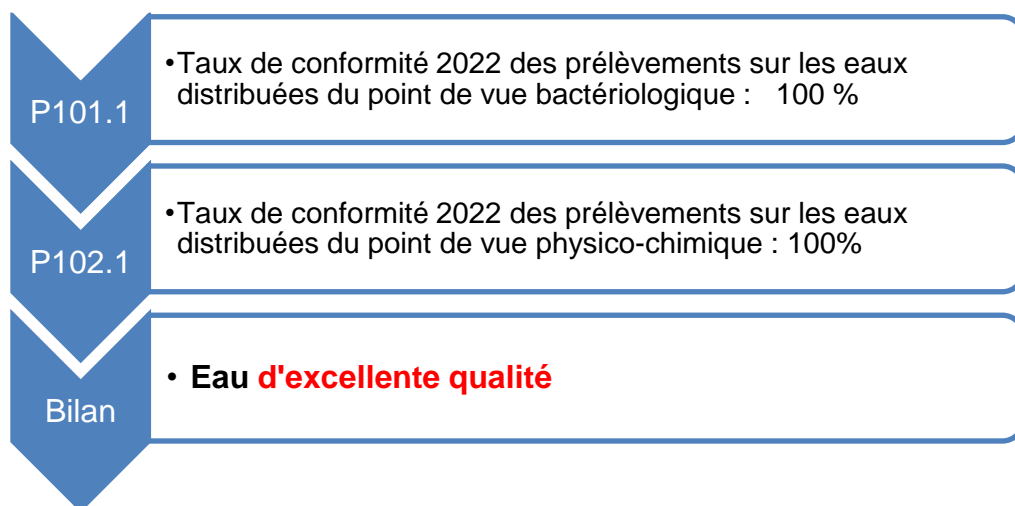 P101.1
•Taux de conformité 2022 des prélèvements sur les eaux
distribuées du point de vue bactériologique : 100 %
P102.1
•Taux de conformité 2022 des prélèvements sur les eaux
distribuées du point de vue physico-chimique : 100%
Bilan
• Eau d'excellente qualité